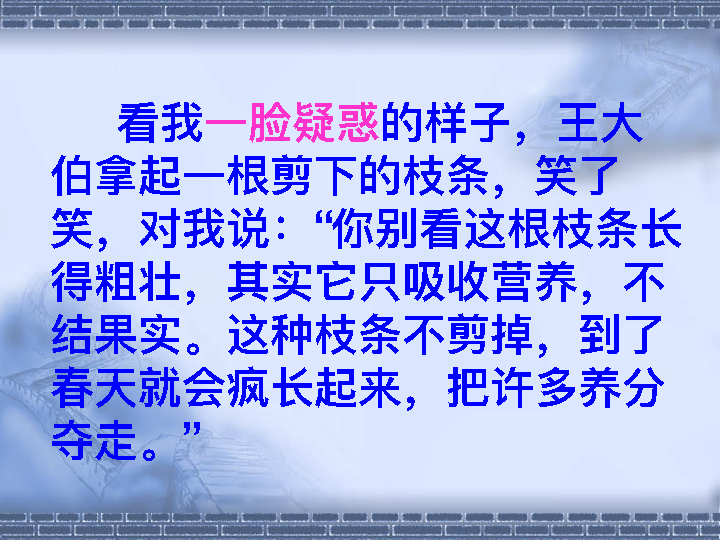 看我一脸疑惑的样子，王大
伯拿起一根剪下的枝条，笑了
笑，对我说：“你别看这根枝条长
得粗壮，其实它只吸收营养，不
结果实。这种枝条不剪掉，到了
春天就会疯长起来，把许多养分
夺走。”